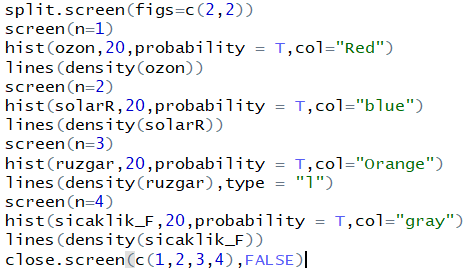 split.screen(figs=c(2,2))
screen(n=1)
hist(ozon,20,probability = T,col="Red")
lines(density(ozon))
screen(n=2)
hist(solarR,20,probability = T,col="blue")
lines(density(solarR))
screen(n=3)
hist(ruzgar,20,probability = T,col="Orange")
lines(density(ruzgar),type = "l")
screen(n=4)
hist(sicaklik_F,20,probability = T,col="gray")
lines(density(sicaklik_F))
close.screen(c(1,2,3,4),FALSE)